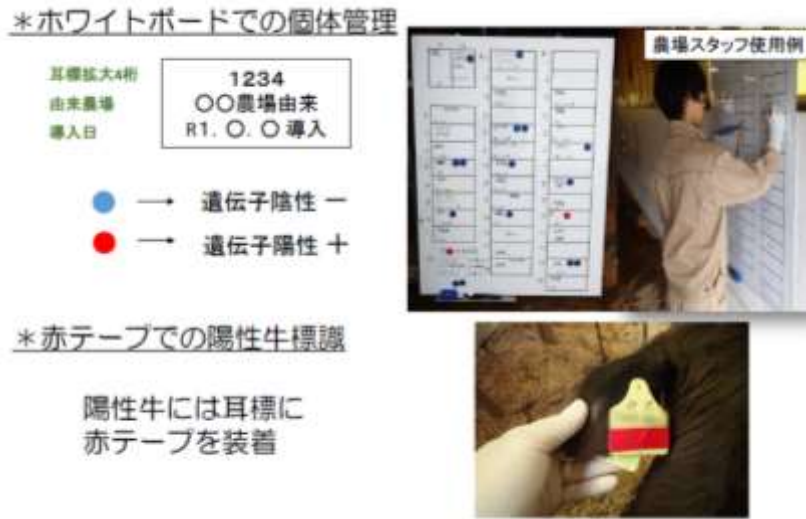 ＊ホワイトボードでの個体管理
耳標拡大4桁
由来農場
導入日
1234
〇〇農場由来
R1. 〇. 〇 導入
農場スタッフ使用例
→ 遺伝子陰性 －
→ 遺伝子陽性 ＋
＊赤テープでの陽性牛標識
陽性牛には耳標に
赤テープを装着